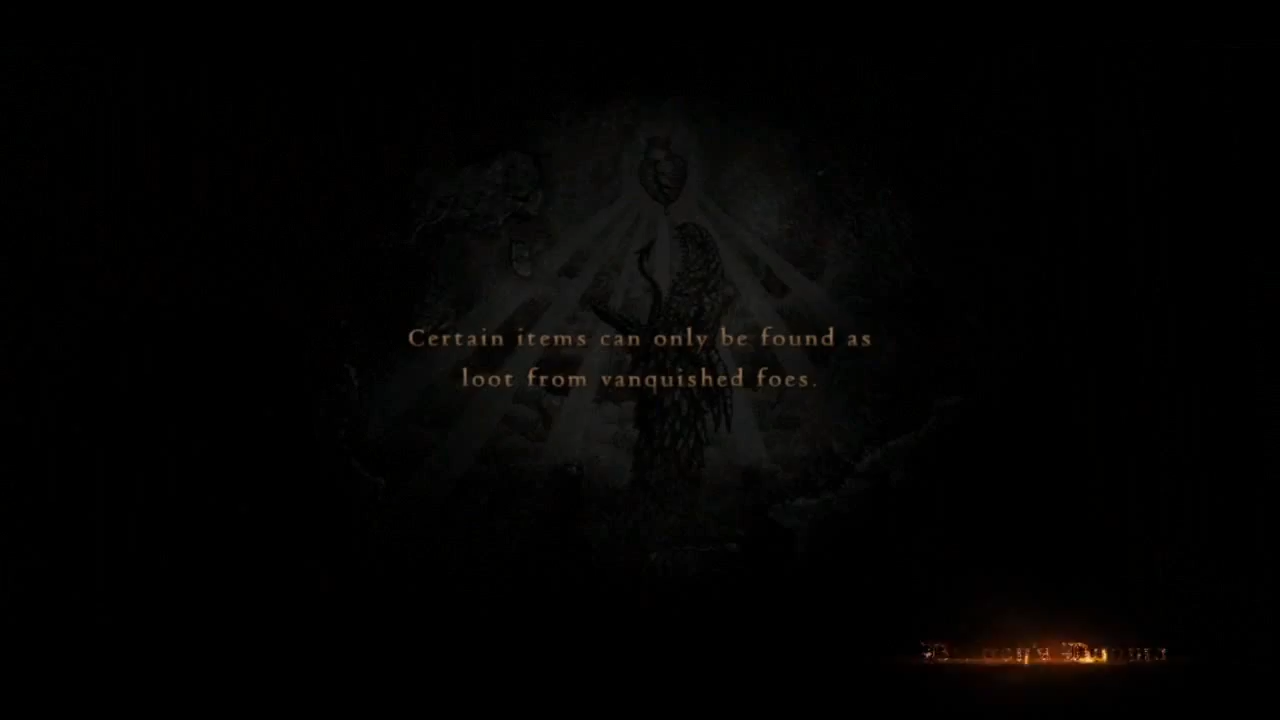 Certain items can only be found as
loot from vanquished foes.